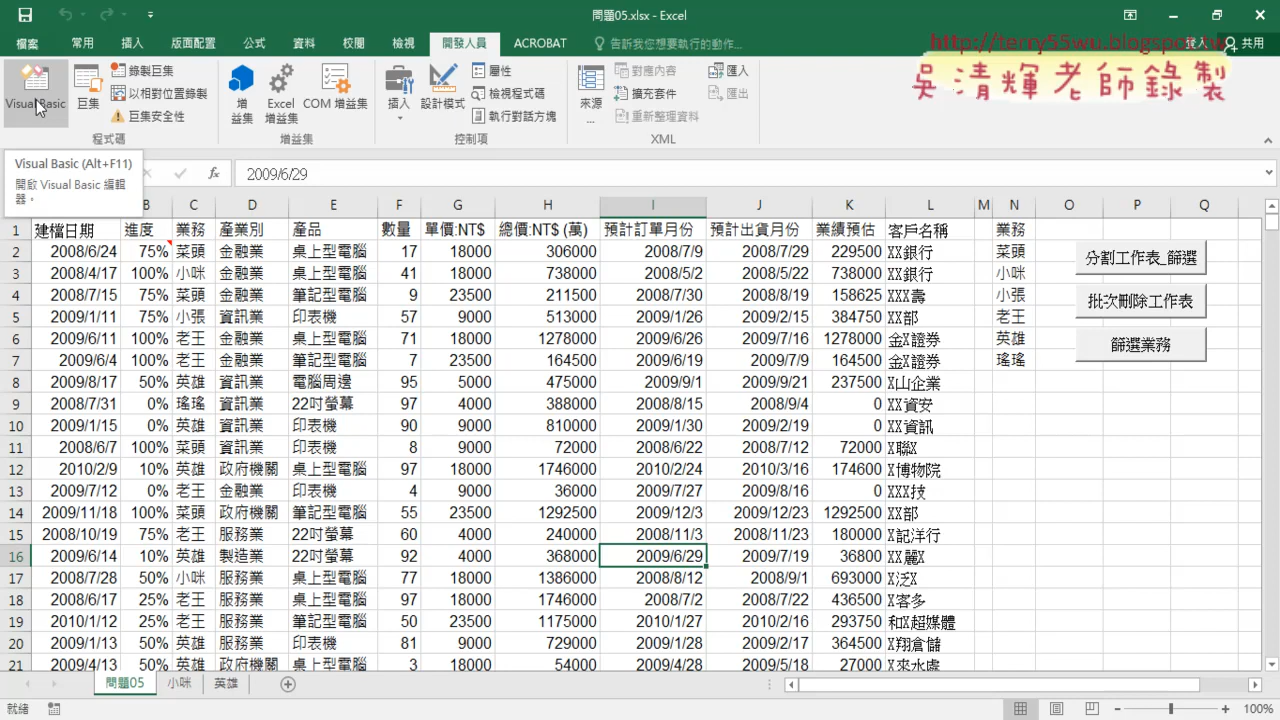 問題05.xlsx - Excel
檔案 常用 插入 版面配置 公式 資料 校閱 檢視 開發人員 ACROBAT 告訴我您想要執行的動作... 登入 共用
http://terry55wu.blogspot.tw
吳清輝老師錄製
Visual Basic 巨集 錄製巨集 以相對位置錄製 巨集安全性 程式碼
增益集 Excel 增益集 COM 增益集 增益集
插入 設計模式 屬性 檢視程式碼 執行對話方塊 控制項
來源... 對應內容 擴充套件 重新整理資料 匯入 匯出 XML
Visual Basic (Alt+F11)
開啟 Visual Basic 編輯器。
fx 2009/6/29
B C D E F G H I J K L M N O P Q
1 建檔日期 進度 業務 產業別 產品 數量 單價:NT$ 總價:NT$ (萬) 預計訂單月份 預計出貨月份 業績預估 客戶名稱 業務
2 2008/6/24 75% 菜頭 金融業 桌上型電腦 17 18000 306000 2008/7/9 2008/7/29 229500 XX銀行 菜頭
3 2008/4/17 100% 小咪 金融業 桌上型電腦 41 18000 738000 2008/5/2 2008/5/22 738000 XX銀行 小咪
4 2008/7/15 75% 菜頭 金融業 筆記型電腦 9 23500 211500 2008/7/30 2008/8/19 158625 XXX壽 小張
5 2009/1/11 75% 小張 資訊業 印表機 57 9000 513000 2009/1/26 2009/2/15 384750 XX部 老王
6 2009/6/11 100% 老王 金融業 桌上型電腦 71 18000 1278000 2009/6/26 2009/7/16 1278000 金X證券 英雄
7 2009/6/4 100% 老王 金融業 筆記型電腦 7 23500 164500 2009/6/19 2009/7/9 164500 金X證券 瑤瑤
8 2009/8/17 50% 英雄 資訊業 電腦周邊 95 5000 475000 2009/9/1 2009/9/21 237500 X山企業
9 2008/7/31 0% 瑤瑤 資訊業 22吋螢幕 97 4000 388000 2008/8/15 2008/9/4 0 XX資安
10 2009/1/15 0% 英雄 資訊業 印表機 90 9000 810000 2009/1/30 2009/2/19 0 XX資訊
11 2008/6/7 100% 菜頭 資訊業 印表機 8 9000 72000 2008/6/22 2008/7/12 72000 X聯X
12 2010/2/9 10% 英雄 政府機關 桌上型電腦 97 18000 1746000 2010/2/24 2010/3/16 174600 X博物院
13 2009/7/12 0% 老王 金融業 印表機 4 9000 36000 2009/7/27 2009/8/16 0 XXX技
14 2009/11/18 100% 菜頭 政府機關 筆記型電腦 55 23500 1292500 2009/12/3 2009/12/23 1292500 XX部
15 2008/10/19 75% 老王 服務業 22吋螢幕 60 4000 240000 2008/11/3 2008/11/23 180000 X記洋行
16 2009/6/14 10% 英雄 製造業 22吋螢幕 92 4000 368000 2009/6/29 2009/7/19 36800 XX麗X
17 2008/7/28 50% 小咪 服務業 桌上型電腦 77 18000 1386000 2008/8/12 2008/9/1 693000 X泛X
18 2008/6/17 25% 老王 服務業 桌上型電腦 97 18000 1746000 2008/7/2 2008/7/22 436500 X客多
19 2010/1/12 25% 老王 服務業 筆記型電腦 50 23500 1175000 2010/1/27 2010/2/16 293750 和X超媒體
20 2009/1/13 50% 英雄 服務業 印表機 81 9000 729000 2009/1/28 2009/2/17 364500 X翔倉儲
21 2009/4/13 50% 英雄 政府機關 桌上型電腦 3 18000 54000 2009/4/28 2009/5/18 27000 X來水處
分割工作表_篩選
批次刪除工作表
篩選業務
問題05 小咪 英雄
就緒 100%